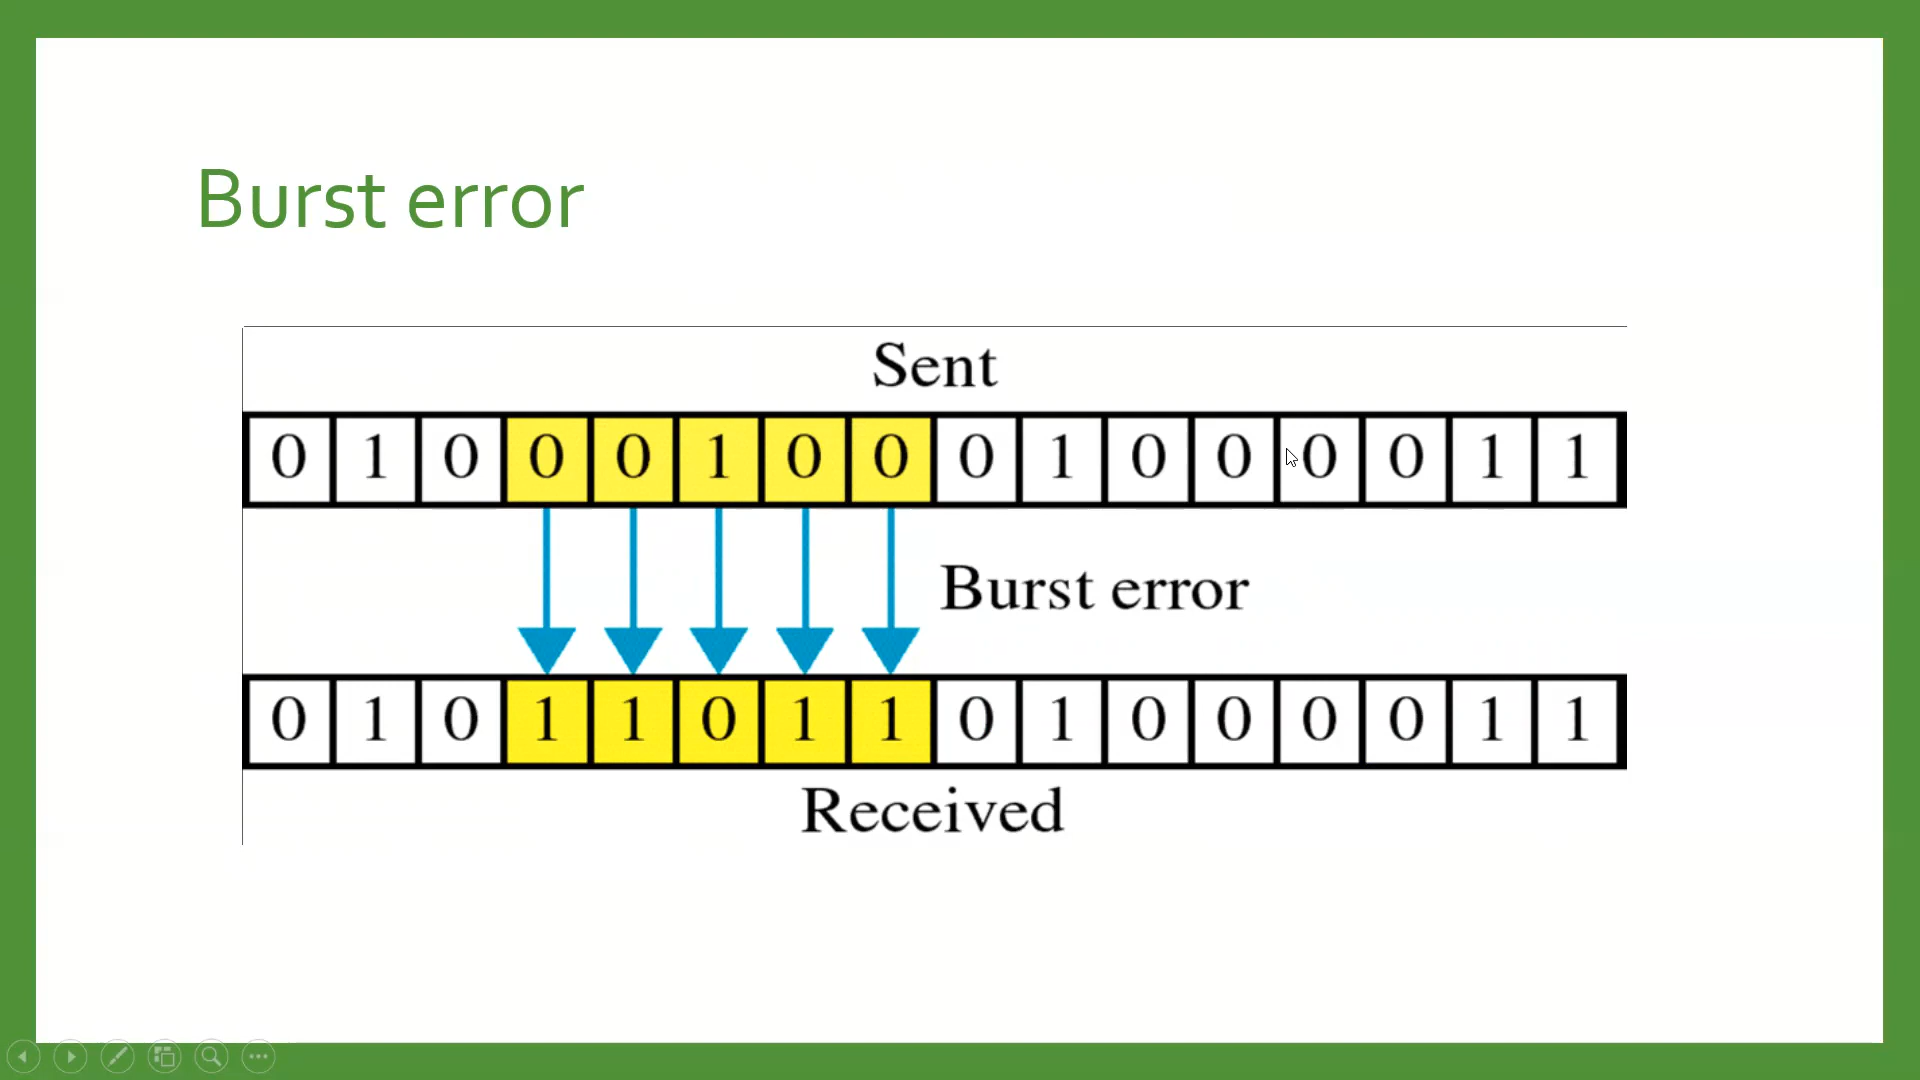 Burst error
Sent
0 1 0 0 0 1 0 0 0 1 0 0 0 0 1 1
Burst error
0 1 0 1 1 0 1 1 0 1 0 0 0 0 1 1
Received